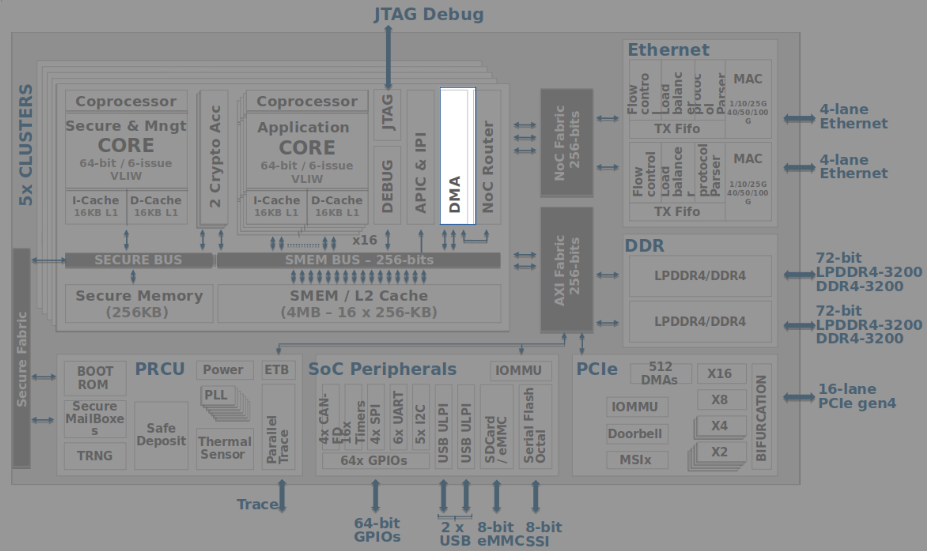 JTAG Debug
5x CLUSTERS
Coprocessor
Secure & Mngt
CORE
64-bit / 6-issue
VLIW
I-Cache
16KB L1
D-Cache
16KB L1
2 Crypto Acc
Coprocessor
Application
CORE
64-bit / 6-issue
VLIW
I-Cache
16KB L1
D-Cache
16KB L1
x16
JTAG
DEBUG
APIC & IPI
DMA
NoC Router
SECURE BUS
SMEM BUS – 256-bits
Secure Memory
(256KB)
SMEM / L2 Cache
(4MB – 16 x 256-KB)
NoC Fabric
256-bits
AXI Fabric
256-bits
Secure Fabric
Ethernet
Flow
control
Load
balancer
protocol
Parser
MAC
1/10/25G
40/50/100
G
TX Fifo
Flow
control
Load
balancer
protocol
Parser
MAC
1/10/25G
40/50/100
G
TX Fifo
4-lane
Ethernet
4-lane
Ethernet
DDR
LPDDR4/DDR4
LPDDR4/DDR4
72-bit
LPDDR4-3200
DDR4-3200
72-bit
LPDDR4-3200
DDR4-3200
PRCU
BOOT
ROM
Secure
MailBoxe
s
TRNG
Safe
Deposit
Power
PLL
Thermal
Sensor
ETB
Parallel
Trace
SoC Peripherals
IOMMU
4x CAN-
FD
16x
Timers
4x SPI
6x UART
5x I2C
64x GPIOs
USB ULPI
USB ULPI
SDCard
/ eMMC
Serial Flash
Octal
PCIe
512
DMAs
IOMMU
Doorbell
MSIx
X16
X8
X4
X2
BIFURCATION
16-lane
PCIe gen4
Trace
64-bit
GPIOs
2 x
USB
8-bit
eMMC
8-bit
SSI